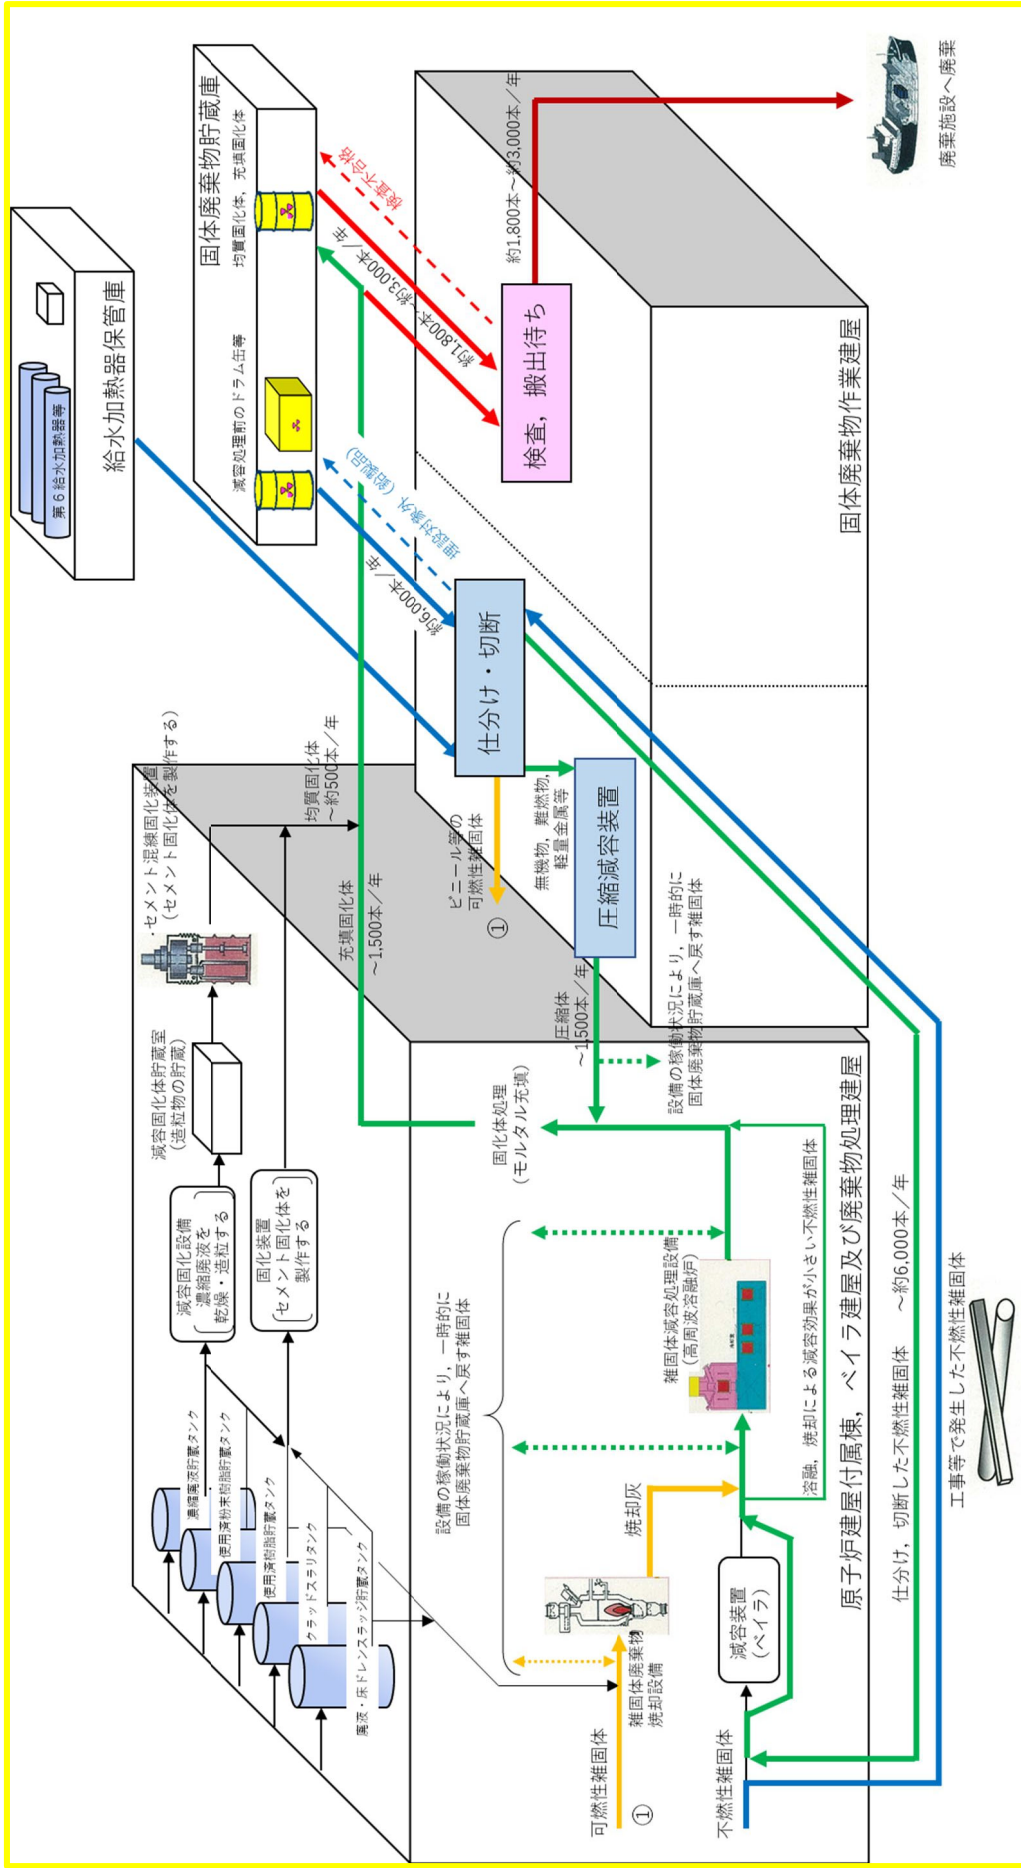 第６給水加熱器等
給水加熱器保管庫
固体廃棄物貯蔵庫
減容処理前のドラム缶等
均質固化体，充填固化体
約6,000本／年
埋設対象外（鉛製品）
約1,800本～約3,000本／年
検査不合格
仕分け・切断
検査，搬出待ち
約1,800本～約3,000本／年
廃棄施設へ廃棄
固体廃棄物作業建屋
ビニール等の
可燃性雑固体
①
無機物，難燃物，
軽量金属等
圧縮減容装置
圧縮体
～1,500本／年
設備の稼働状況により，一時的に
固体廃棄物貯蔵庫へ戻す雑固体
濃縮廃液貯蔵タンク
使用済粉末樹脂貯蔵タンク
使用済樹脂貯蔵タンク
クラッドスラリタンク
廃液・床ドレンスラッジ貯蔵タンク
減容固化設備
濃縮廃液を
乾燥・造粒する
減容固化体貯蔵室
（造粒物の貯蔵）
・セメント混練固化装置
（セメント固化体を製作する）
固化装置
セメント固化体を
製作する
均質固化体
～約500本／年
充填固化体
～1,500本／年
設備の稼働状況により，一時的に
固体廃棄物貯蔵庫へ戻す雑固体
固化体処理
（モルタル充填）
可燃性雑固体
①
雑固体廃棄物
焼却設備
焼却灰
雑固体減容処理設備
（高周波溶融炉）
不燃性雑固体
減容装置
（ベイラ）
溶融，焼却による減容効果が小さい不燃性雑固体
原子炉建屋付属棟，ベイラ建屋及び廃棄物処理建屋
仕分け，切断した不燃性雑固体　～約6,000本／年
工事等で発生した不燃性雑固体